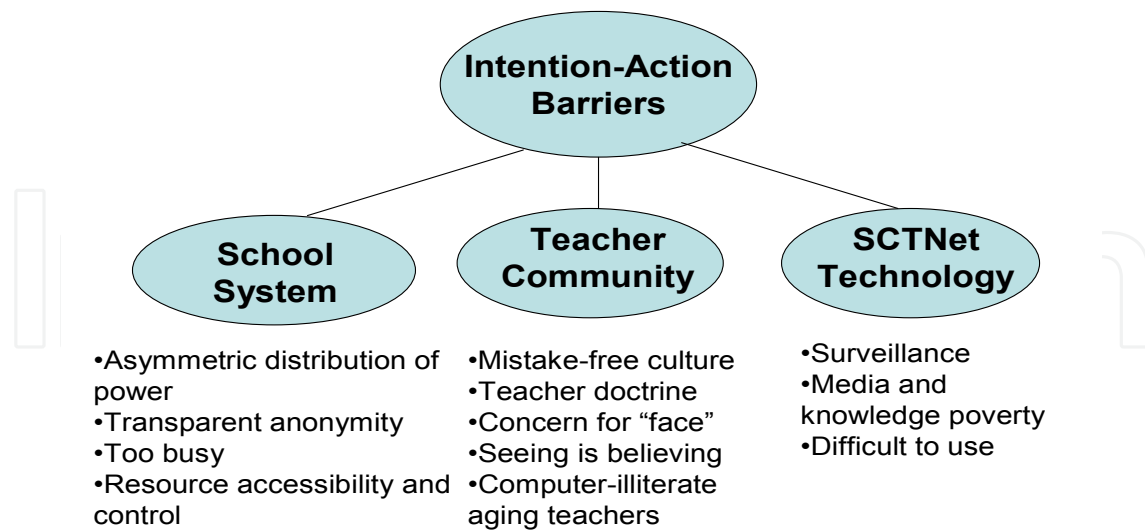 Intention-Action
Barriers
School
System
Teacher
Community
SCTNet
Technology
•Asymmetric distribution of
power
•Transparent anonymity
•Too busy
•Resource accessibility and
control
•Mistake-free culture
•Teacher doctrine
•Concern for “face”
•Seeing is believing
•Computer-illiterate
aging teachers
•Surveillance
•Media and
knowledge poverty
•Difficult to use